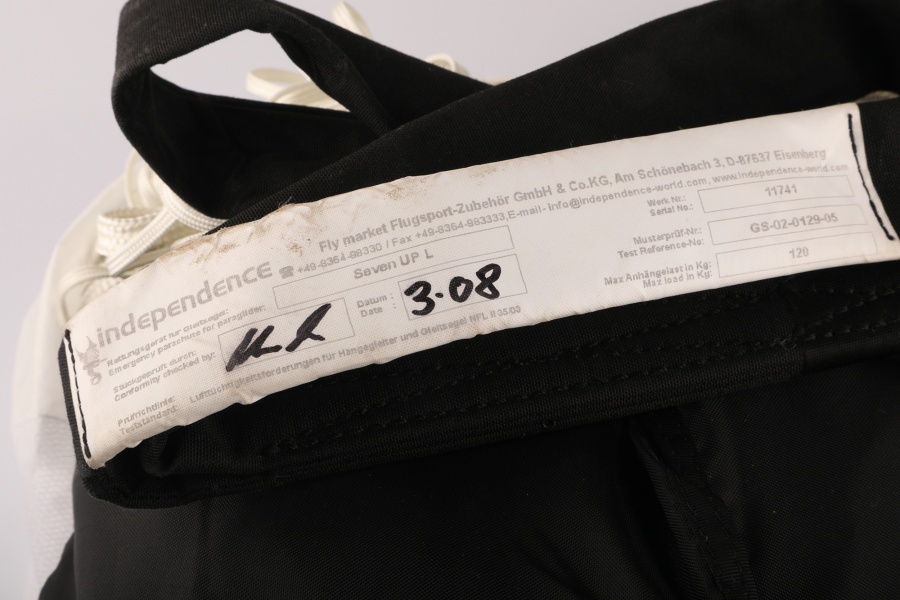 Fly market Flugsport-Zubehör GmbH & Co.KG, Am Schönebach 3, D-87637 Eisenberg
☎ +49-8364-98330 / Fax +49-8364-983333, E-mail- Info@independence-world.com, www.independence-world.com
independence
Rettungsgerät für Gleitsegel:
Emergency parachute for paraglider:
Seven UP L
Stückgeprüft durch:
Conformity checked by:
Datum :
Date :
3.08
Prüfrichtlinie:
Teststandard:
Lufttüchtigkeitsforderungen für Hängegleiter und Gleitsegel NFL II 35/03
Werk Nr.:
Serial No.:
11741
Musterprüf-Nr.:
Test Reference-No:
GS-02-0129-05
Max Anhängelast in Kg:
Max load in Kg:
120